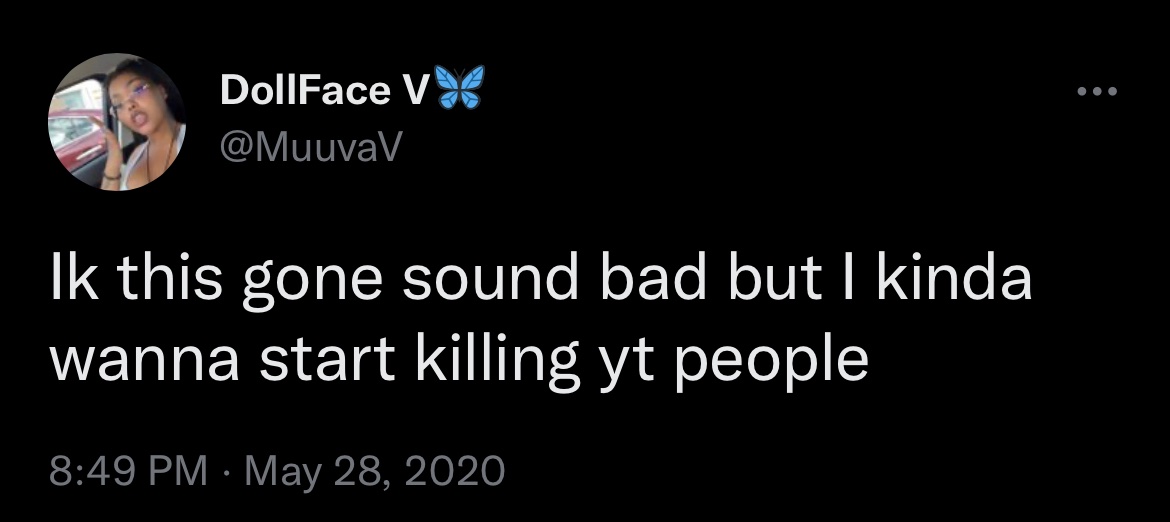 DollFace V🦋
@MuuvaV
Ik this gone sound bad but I kinda
wanna start killing yt people
8:49 PM · May 28, 2020